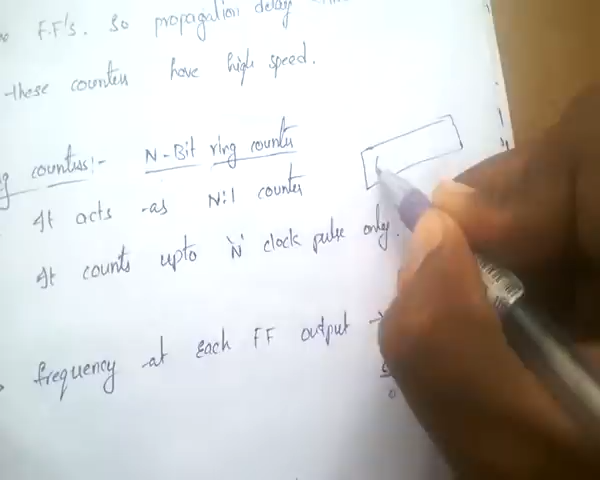 F.F's. So propagation delay
these counters have high speed.
counters:- N-Bit ring counter
It acts as N:1 counter
It counts upto 'N' clock pulse only.
frequency at each FF output →